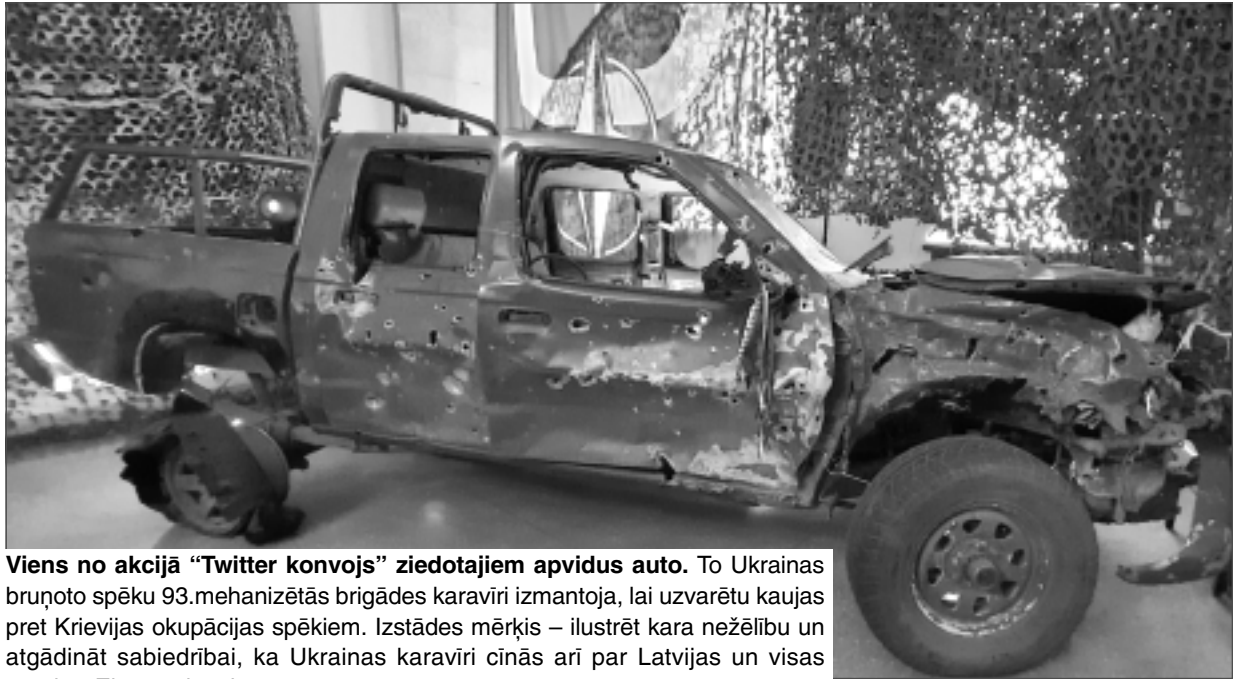 Viens no akcijā “Twitter konvojs” ziedotajiem apvidus auto. To Ukrainas
bruņoto spēku 93.mehanizētās brigādes karavīri izmantoja, lai uzvarētu kaujas
pret Krievijas okupācijas spēkiem. Izstādes mērķis – ilustrēt kara nežēlību un
atgādināt sabiedrībai, ka Ukrainas karavīri cīnās arī par Latvijas un visas